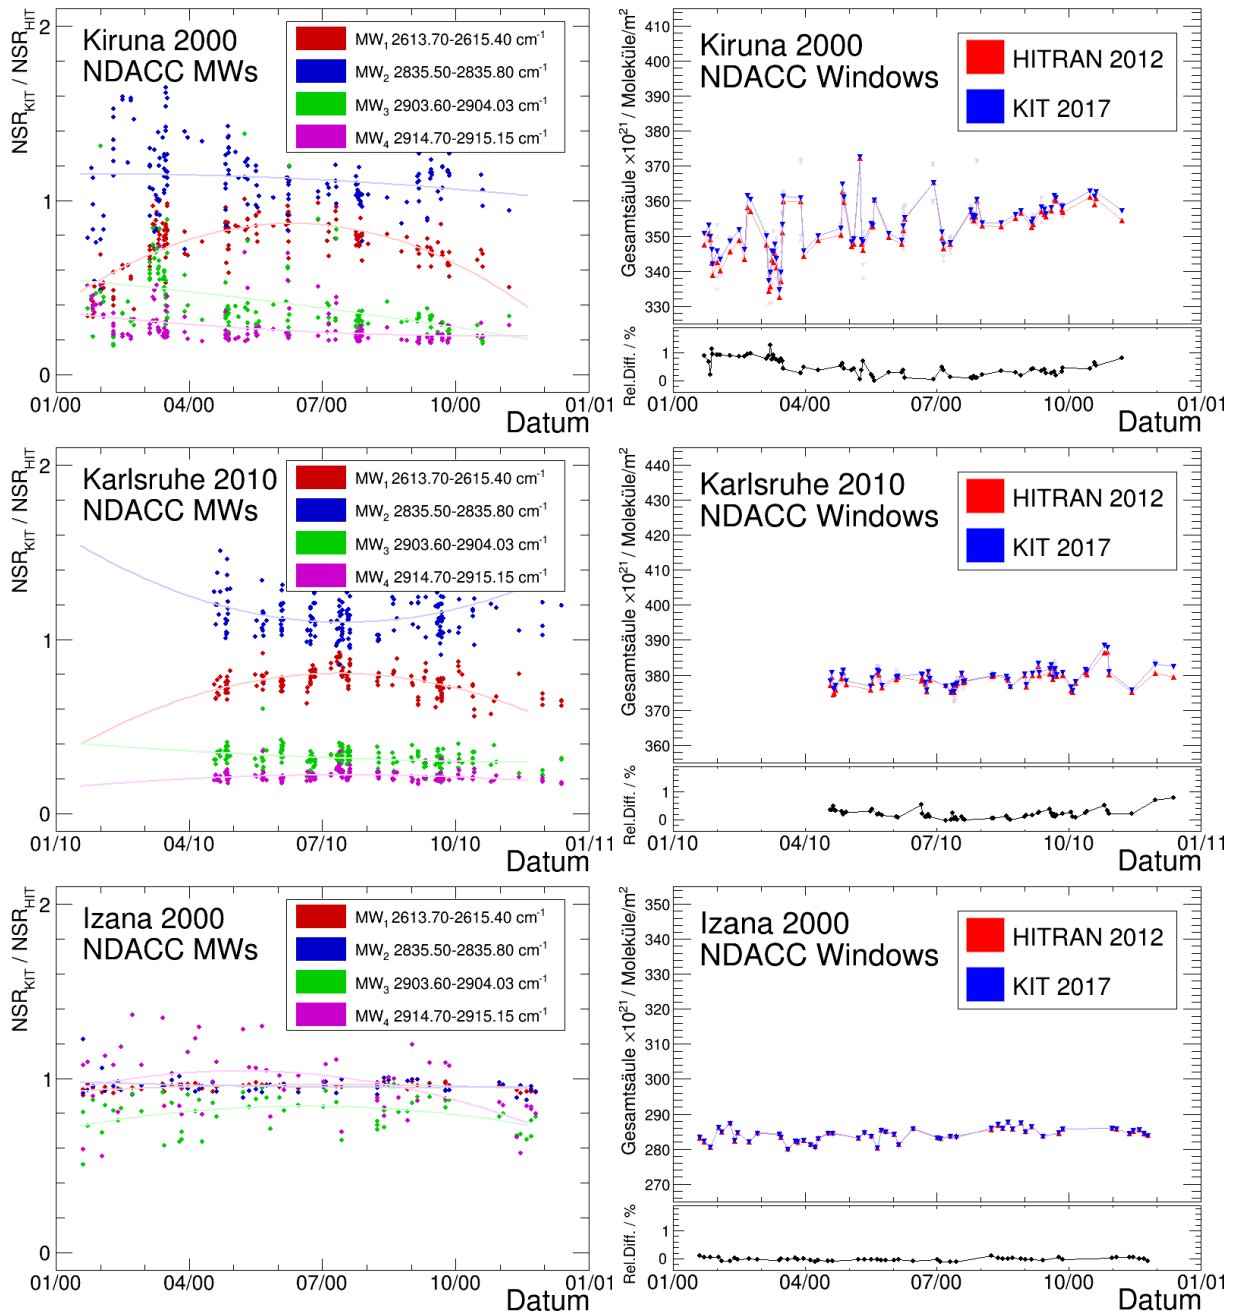 NSR_KIT / NSR_HIT
2
1
0
Kiruna 2000
NDACC MWs
MW1 2613.70-2615.40 cm-1
MW2 2835.50-2835.80 cm-1
MW3 2903.60-2904.03 cm-1
MW4 2914.70-2915.15 cm-1
01/00 04/00 07/00 10/00 01/01
Datum
Gesamtsäule ×10^21 / Moleküle/m²
410
400
390
380
370
360
350
340
330
Kiruna 2000
NDACC Windows
HITRAN 2012
KIT 2017
Rel.Diff. / %
1
0
01/00 04/00 07/00 10/00 01/01
Datum
NSR_KIT / NSR_HIT
2
1
0
Karlsruhe 2010
NDACC MWs
MW1 2613.70-2615.40 cm-1
MW2 2835.50-2835.80 cm-1
MW3 2903.60-2904.03 cm-1
MW4 2914.70-2915.15 cm-1
01/10 04/10 07/10 10/10 01/11
Datum
Gesamtsäule ×10^21 / Moleküle/m²
440
430
420
410
400
390
380
370
360
Karlsruhe 2010
NDACC Windows
HITRAN 2012
KIT 2017
Rel.Diff. / %
1
0
01/10 04/10 07/10 10/10 01/11
Datum
NSR_KIT / NSR_HIT
2
1
0
Izana 2000
NDACC MWs
MW1 2613.70-2615.40 cm-1
MW2 2835.50-2835.80 cm-1
MW3 2903.60-2904.03 cm-1
MW4 2914.70-2915.15 cm-1
01/00 04/00 07/00 10/00 01/01
Datum
Gesamtsäule ×10^21 / Moleküle/m²
350
340
330
320
310
300
290
280
270
Izana 2000
NDACC Windows
HITRAN 2012
KIT 2017
Rel.Diff. / %
1
0
01/00 04/00 07/00 10/00 01/01
Datum